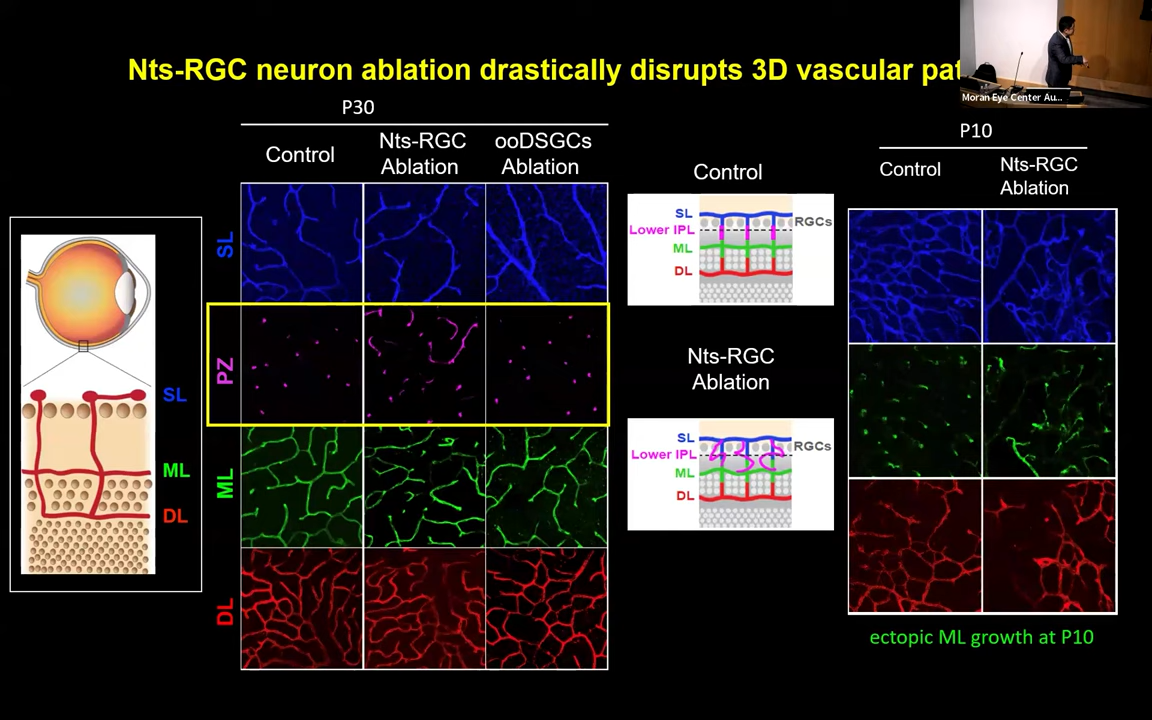 Nts-RGC neuron ablation drastically disrupts 3D vascular pat
Moran Eye Center Au...
P30
Control
Nts-RGC
Ablation
ooDSGCs
Ablation
SL
PZ
ML
DL
SL
ML
DL
Control
SL
RGCs
Lower IPL
ML
DL
Nts-RGC
Ablation
SL
RGCs
Lower IPL
ML
DL
P10
Control
Nts-RGC
Ablation
ectopic ML growth at P10